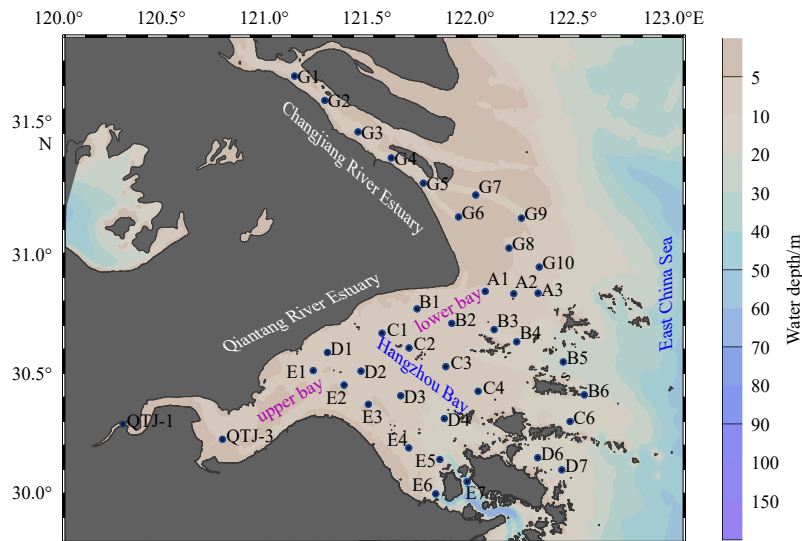 120.0° 120.5° 121.0° 121.5° 122.0° 122.5° 123.0°E
31.5°
N
31.0°
30.5°
30.0°
G1
G2
G3
G4
G5
G6
G7
G8
G9
G10
Changjiang River Estuary
Qiantang River Estuary
A1
A2
A3
B1
B2
B3
B4
B5
B6
lower bay
C1
C2
C3
C4
C6
Hangzhou Bay
D1
D2
D3
D4
D6
D7
E1
E2
E3
E4
E5
E6
E7
upper bay
QTJ-1
QTJ-3
East China Sea
5
10
20
30
40
50
60
70
80
90
100
150
Water depth/m